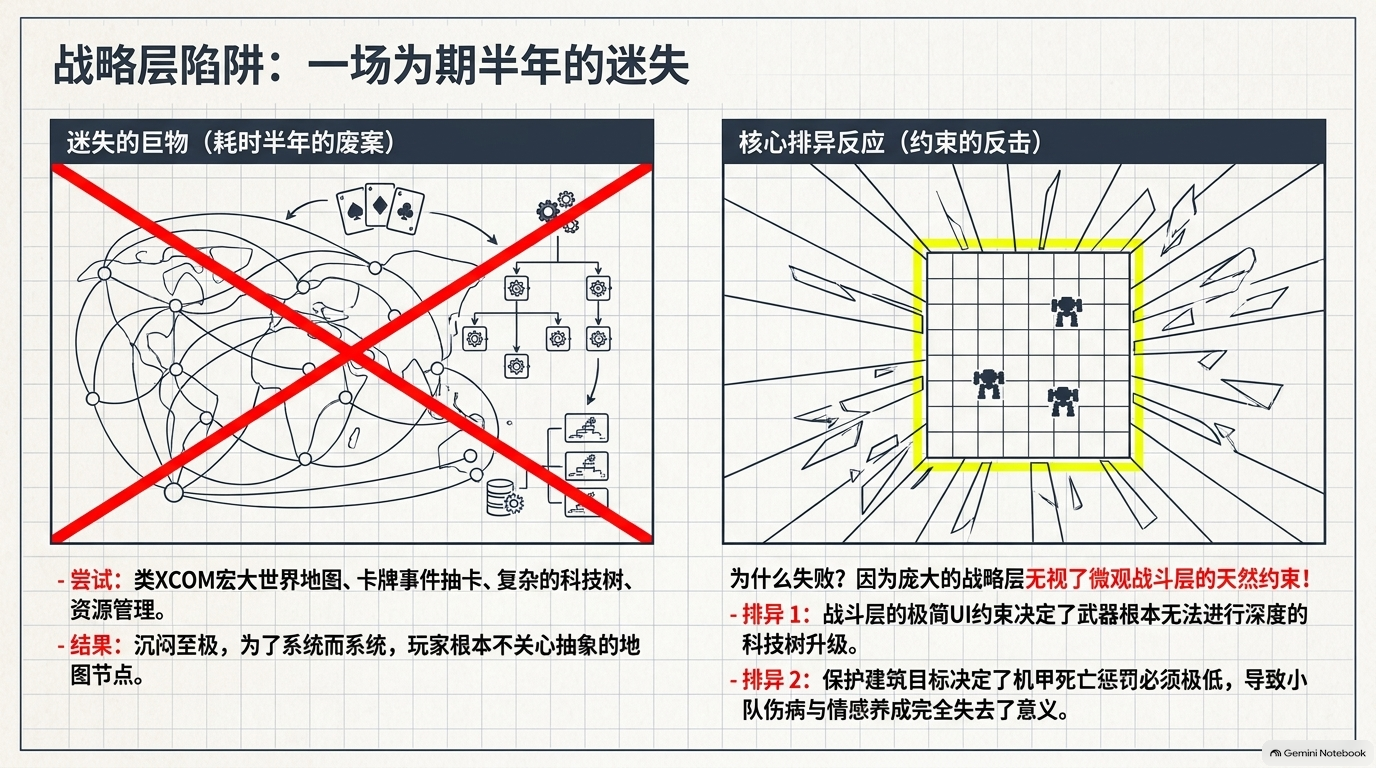 战略层陷阱：一场为期半年的迷失
迷失的巨物（耗时半年的废案）
- 尝试：类XCOM宏大世界地图、卡牌事件抽卡、复杂的科技树、
资源管理。
- 结果：沉闷至极，为了系统而系统，玩家根本不关心抽象的地
图节点。
核心排异反应（约束的反击）
为什么失败？因为庞大的战略层无视了微观战斗层的天然约束！
- 排异 1：战斗层的极简UI约束决定了武器根本无法进行深度的
科技树升级。
- 排异 2：保护建筑目标决定了机甲死亡惩罚必须极低，导致小
队伤病与情感养成完全失去了意义。
Gemini Notebook